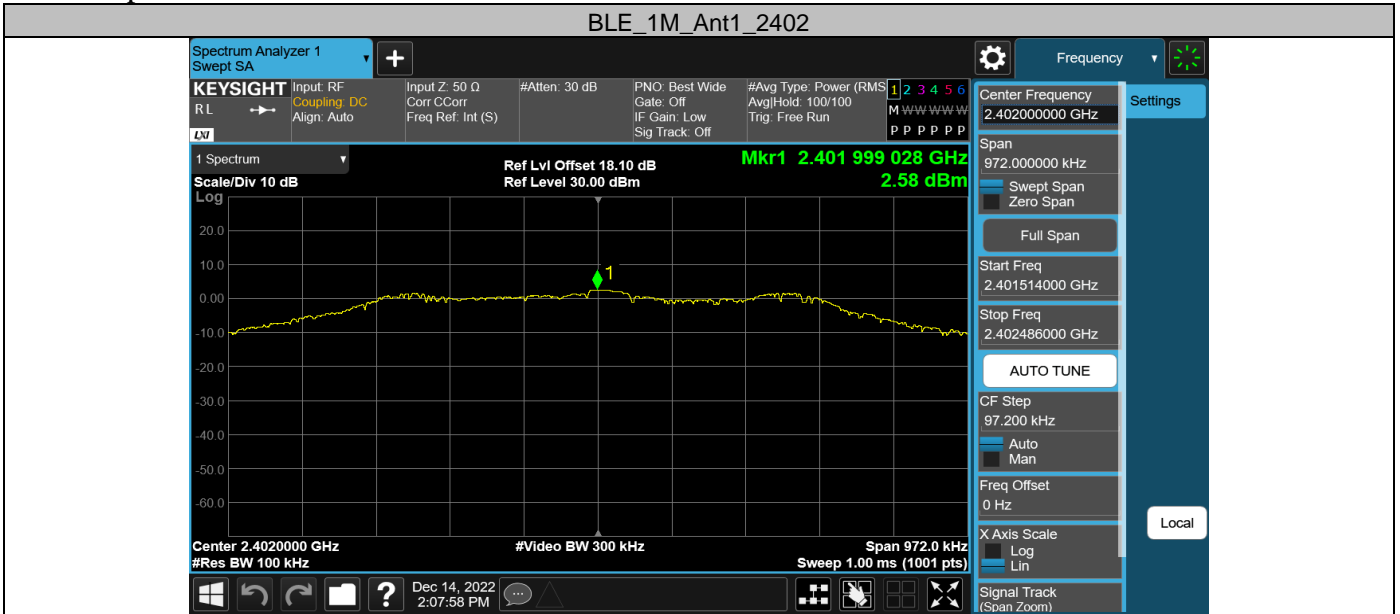 BLE_1M_Ant1_2402
Spectrum Analyzer 1
Swept SA
+
Frequency
KEYSIGHT
RL
LXI
Input: RF
Coupling: DC
Align: Auto
Input Z: 50 Ω
Corr CCorr
Freq Ref: Int (S)
#Atten: 30 dB
PNO: Best Wide
Gate: Off
IF Gain: Low
Sig Track: Off
#Avg Type: Power (RMS
Avg|Hold: 100/100
Trig: Free Run
1 2 3 4 5 6
M W W W W W
P P P P P P
1 Spectrum
Scale/Div 10 dB
Ref Lvl Offset 18.10 dB
Ref Level 30.00 dBm
Mkr1 2.401 999 028 GHz
2.58 dBm
Log
20.0
10.0
0.00
-10.0
-20.0
-30.0
-40.0
-50.0
-60.0
1
Center 2.4020000 GHz
#Res BW 100 kHz
#Video BW 300 kHz
Span 972.0 kHz
Sweep 1.00 ms (1001 pts)
Center Frequency
2.402000000 GHz
Span
972.000000 kHz
Swept Span
Zero Span
Full Span
Start Freq
2.401514000 GHz
Stop Freq
2.402486000 GHz
AUTO TUNE
CF Step
97.200 kHz
Auto
Man
Freq Offset
0 Hz
X Axis Scale
Log
Lin
Signal Track
(Span Zoom)
Settings
Local
?
Dec 14, 2022
2:07:58 PM